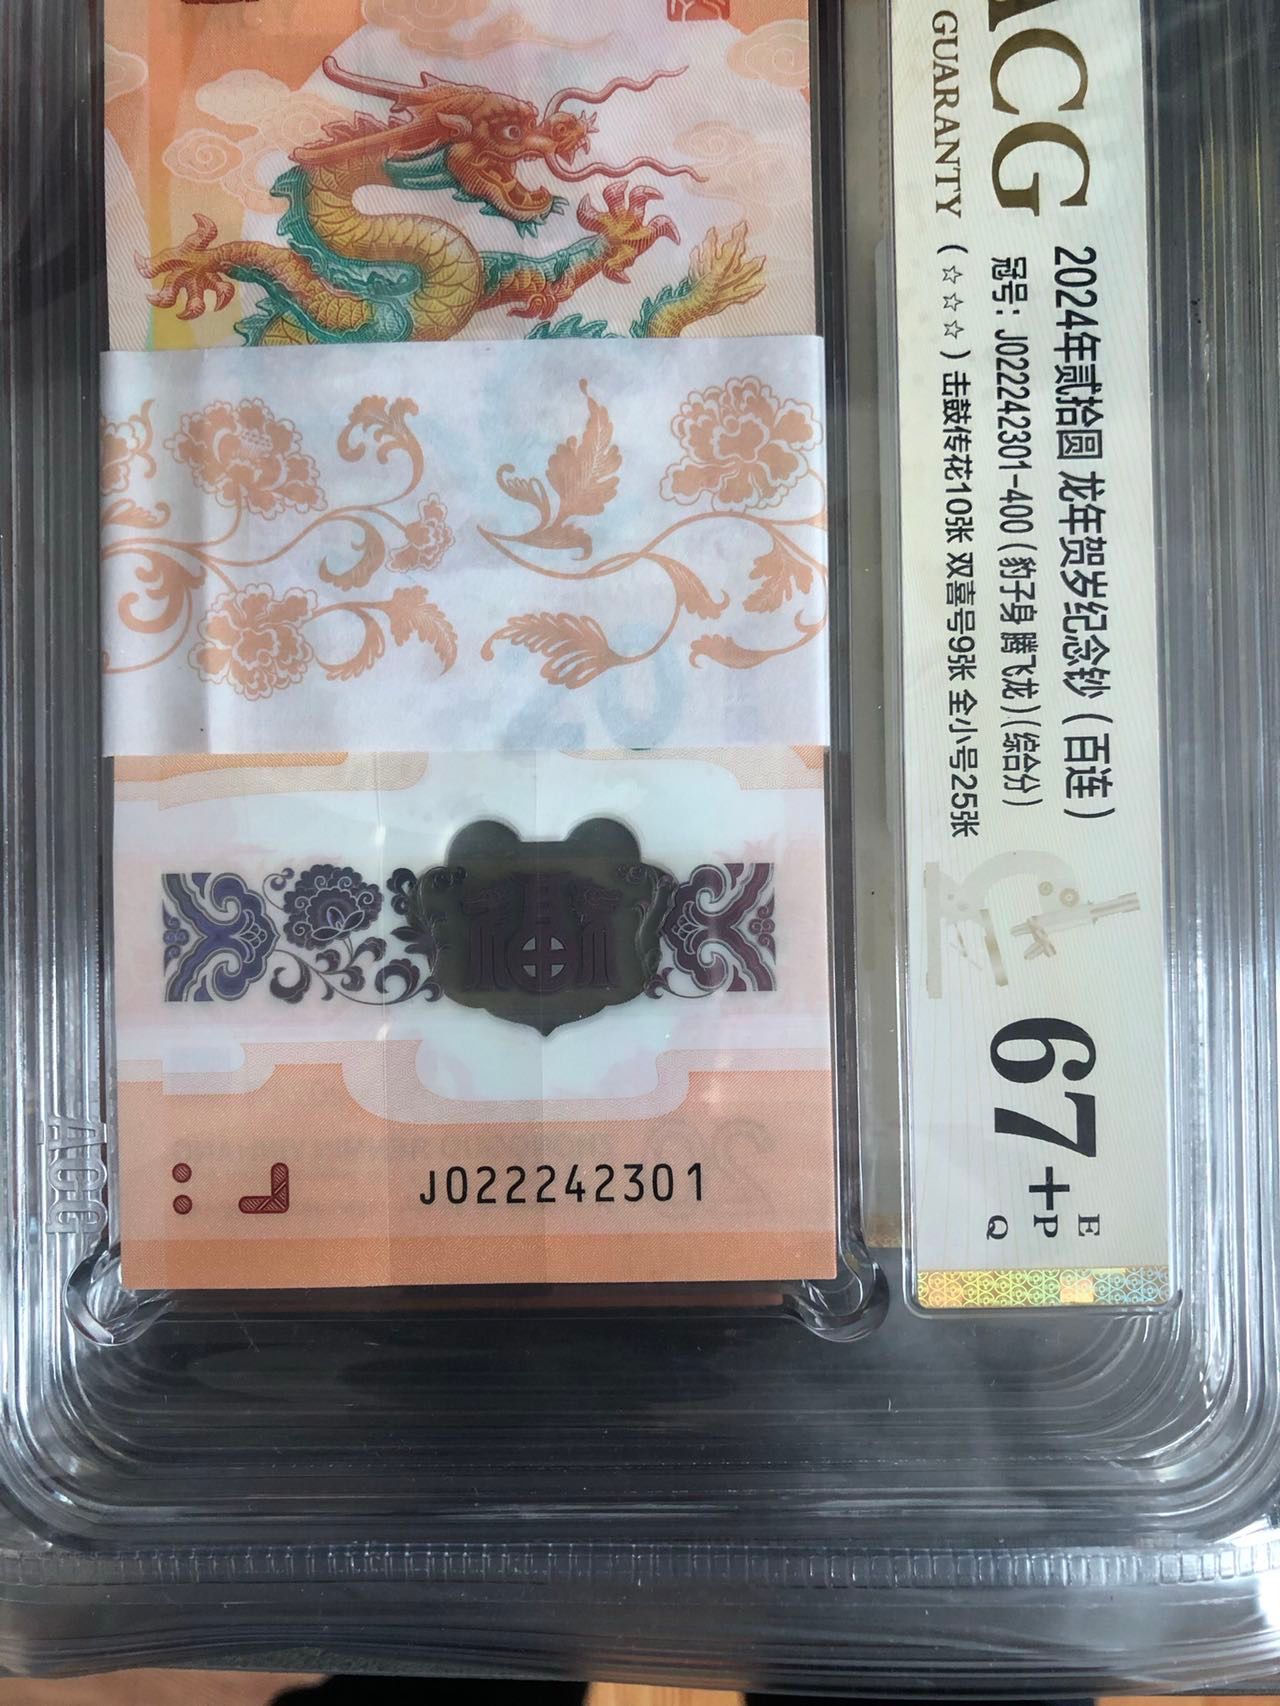 ACG
GUARANTY
2024年贰拾圆 龙年贺岁纪念钞（百连）
冠号：J022242301-400（豹子身 腾飞龙）（综合分）
（☆☆☆）击鼓传花10张 双喜号9张 全小号25张
67+
E
P
Q
20
福
J022242301
ACG